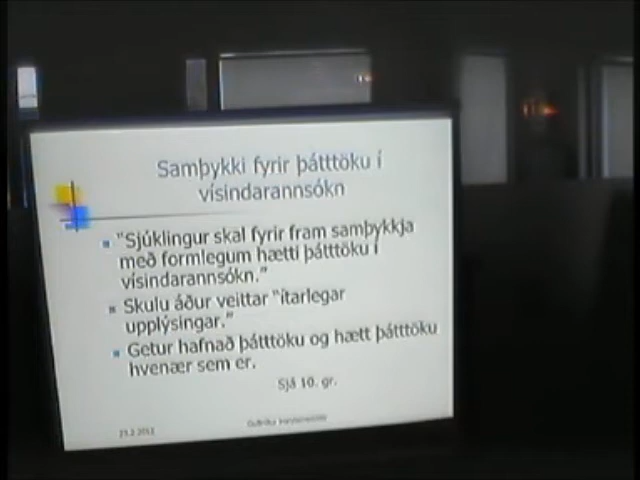 Samþykki fyrir þátttöku í
vísindarannsókn
"Sjúklingur skal fyrir fram samþykkja
með formlegum hætti þátttöku í
vísindarannsókn."
Skulu áður veittar "ítarlegar
upplýsingar."
Getur hafnað þátttöku og hætt þátttöku
hvenær sem er.
Sjá 10. gr.